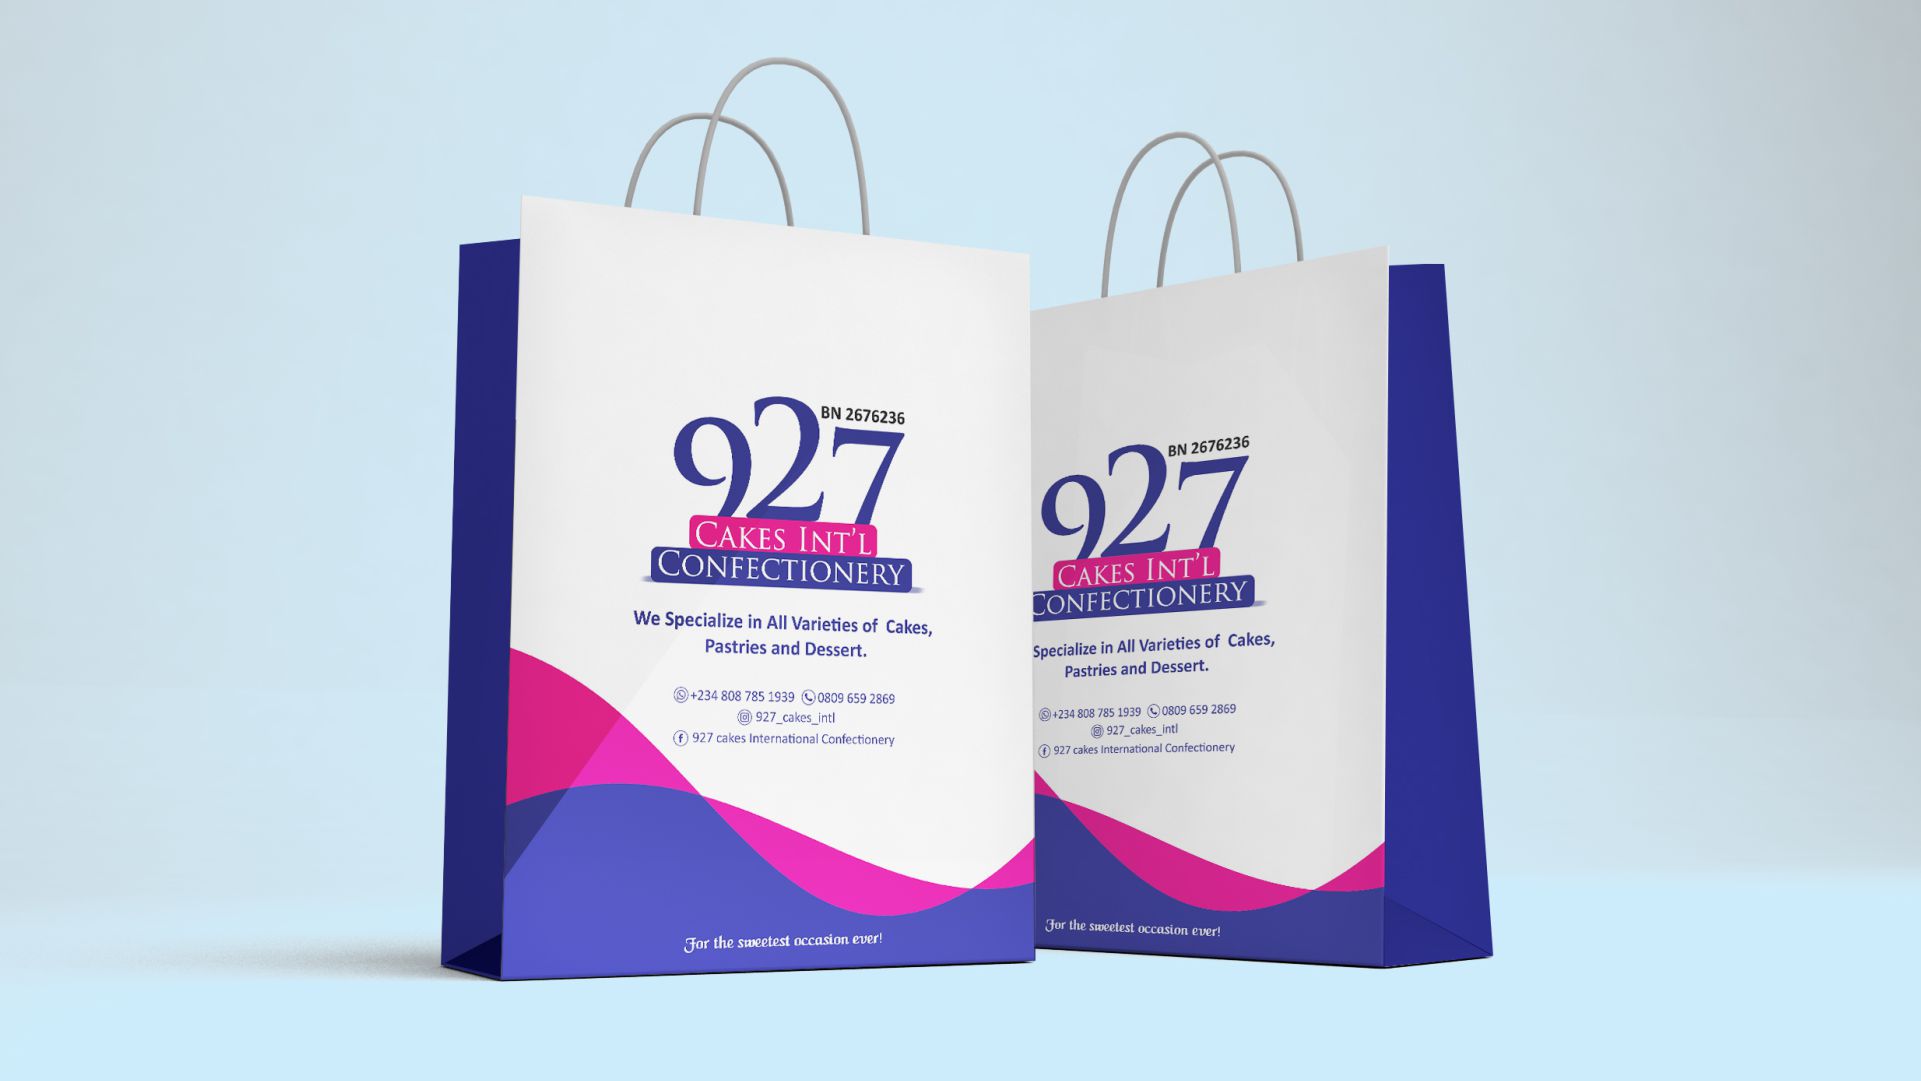 927
BN 2676236
CAKES INT'L
CONFECTIONERY
We Specialize in All Varieties of Cakes,
Pastries and Dessert.
+234 808 785 1939 0809 659 2869
927_cakes_intl
927 cakes International Confectionery
For the sweetest occasion ever!
927
BN 2676236
CAKES INT'L
CONFECTIONERY
Specialize in All Varieties of Cakes,
Pastries and Dessert.
+234 808 785 1939 0809 659 2869
927_cakes_intl
927 cakes International Confectionery
For the sweetest occasion ever!